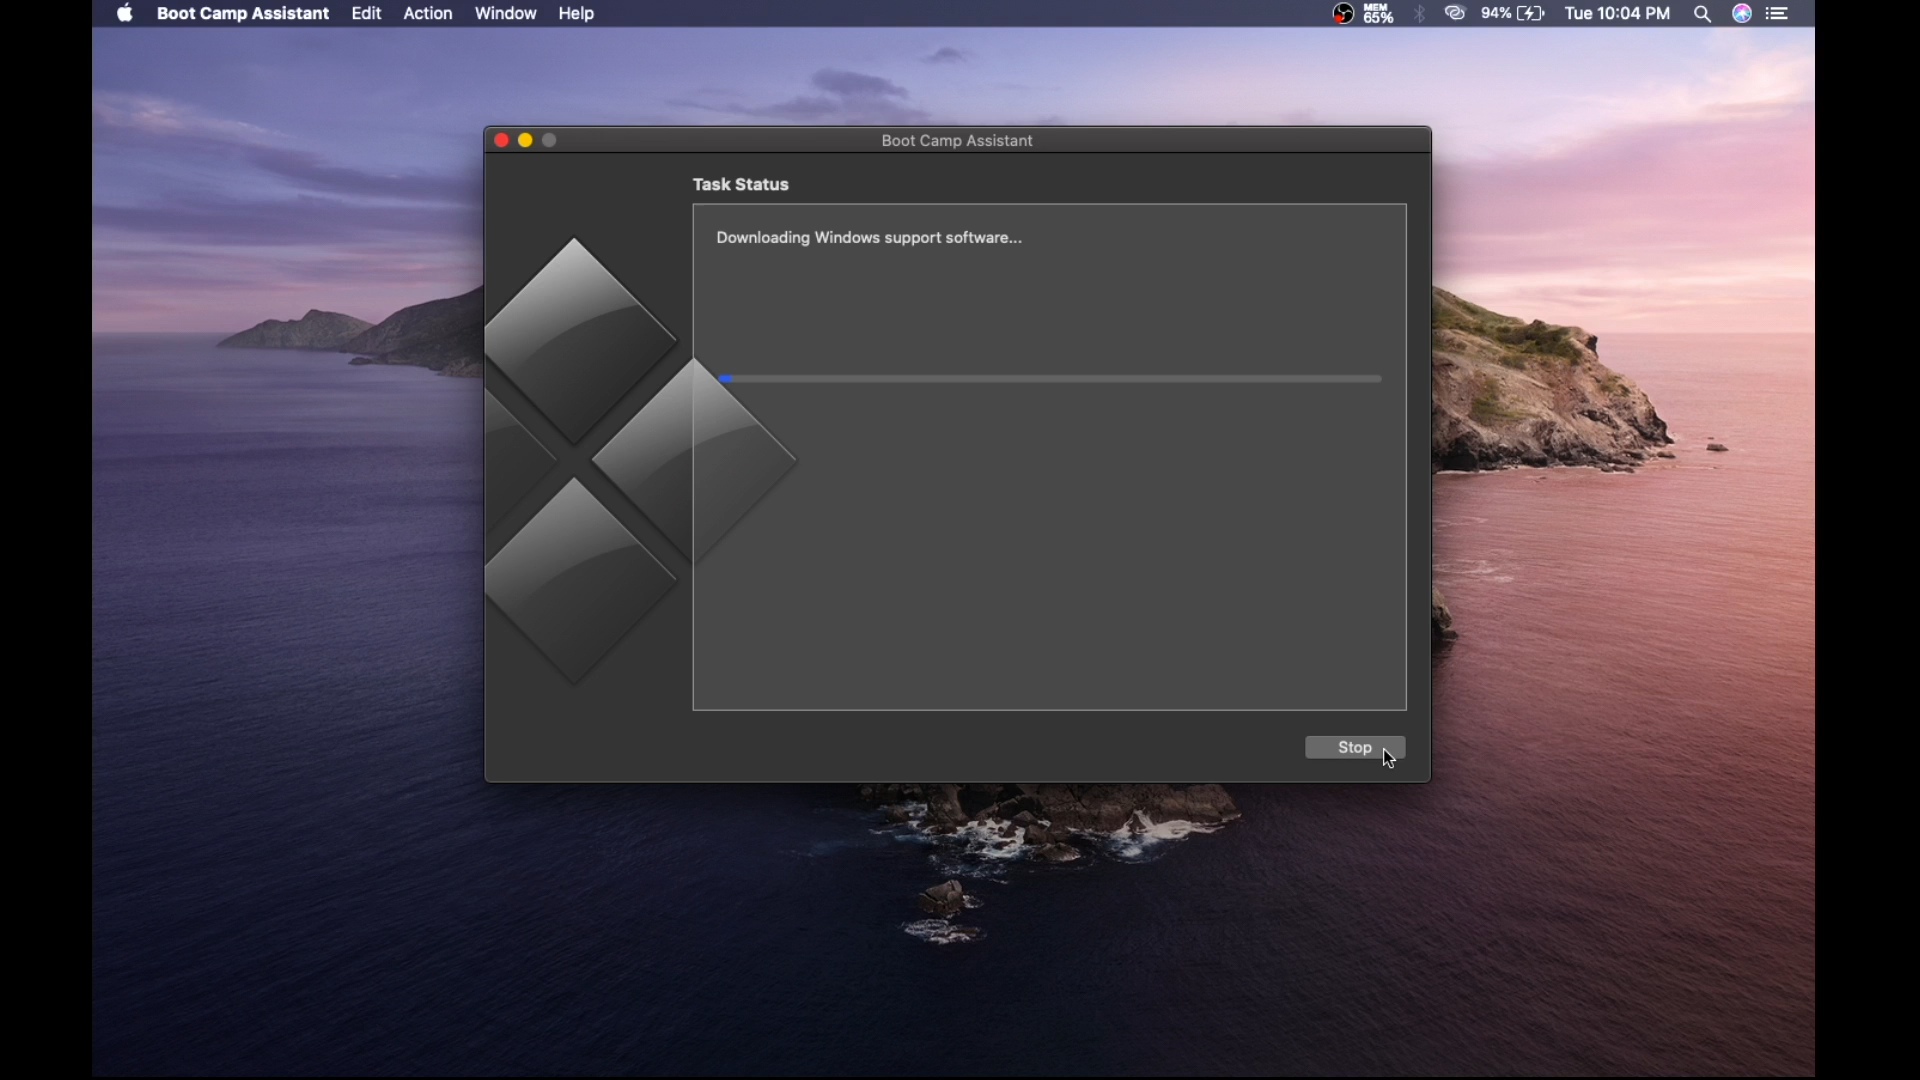 Boot Camp Assistant Edit Action Window Help MEM 65% 94% Tue 10:04 PM
Boot Camp Assistant
Task Status
Downloading Windows support software...
Stop